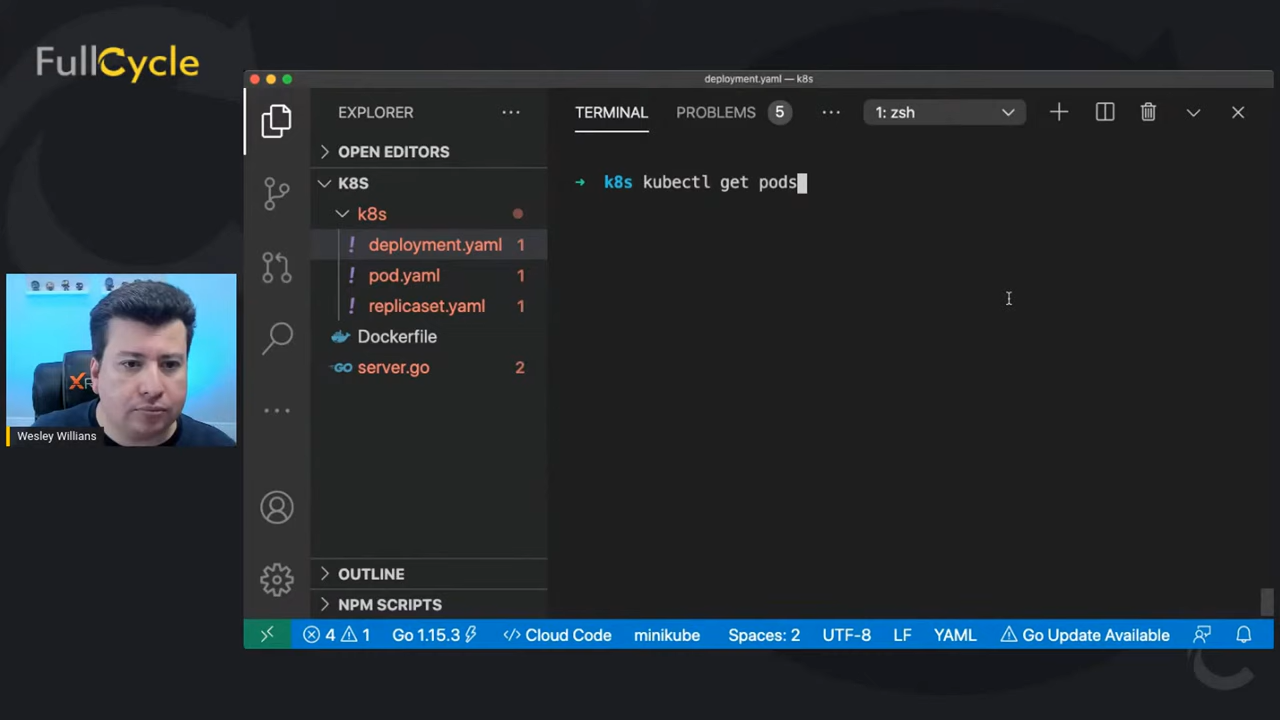 FullCycle
deployment.yaml — k8s
EXPLORER ...
TERMINAL PROBLEMS 5 ... 1: zsh
OPEN EDITORS
K8S
➜ k8s kubectl get pods
k8s
! deployment.yaml 1
! pod.yaml 1
! replicaset.yaml 1
Dockerfile
GO server.go 2
Wesley Willians
OUTLINE
NPM SCRIPTS
4 1 Go 1.15.3 Cloud Code minikube Spaces: 2 UTF-8 LF YAML Go Update Available